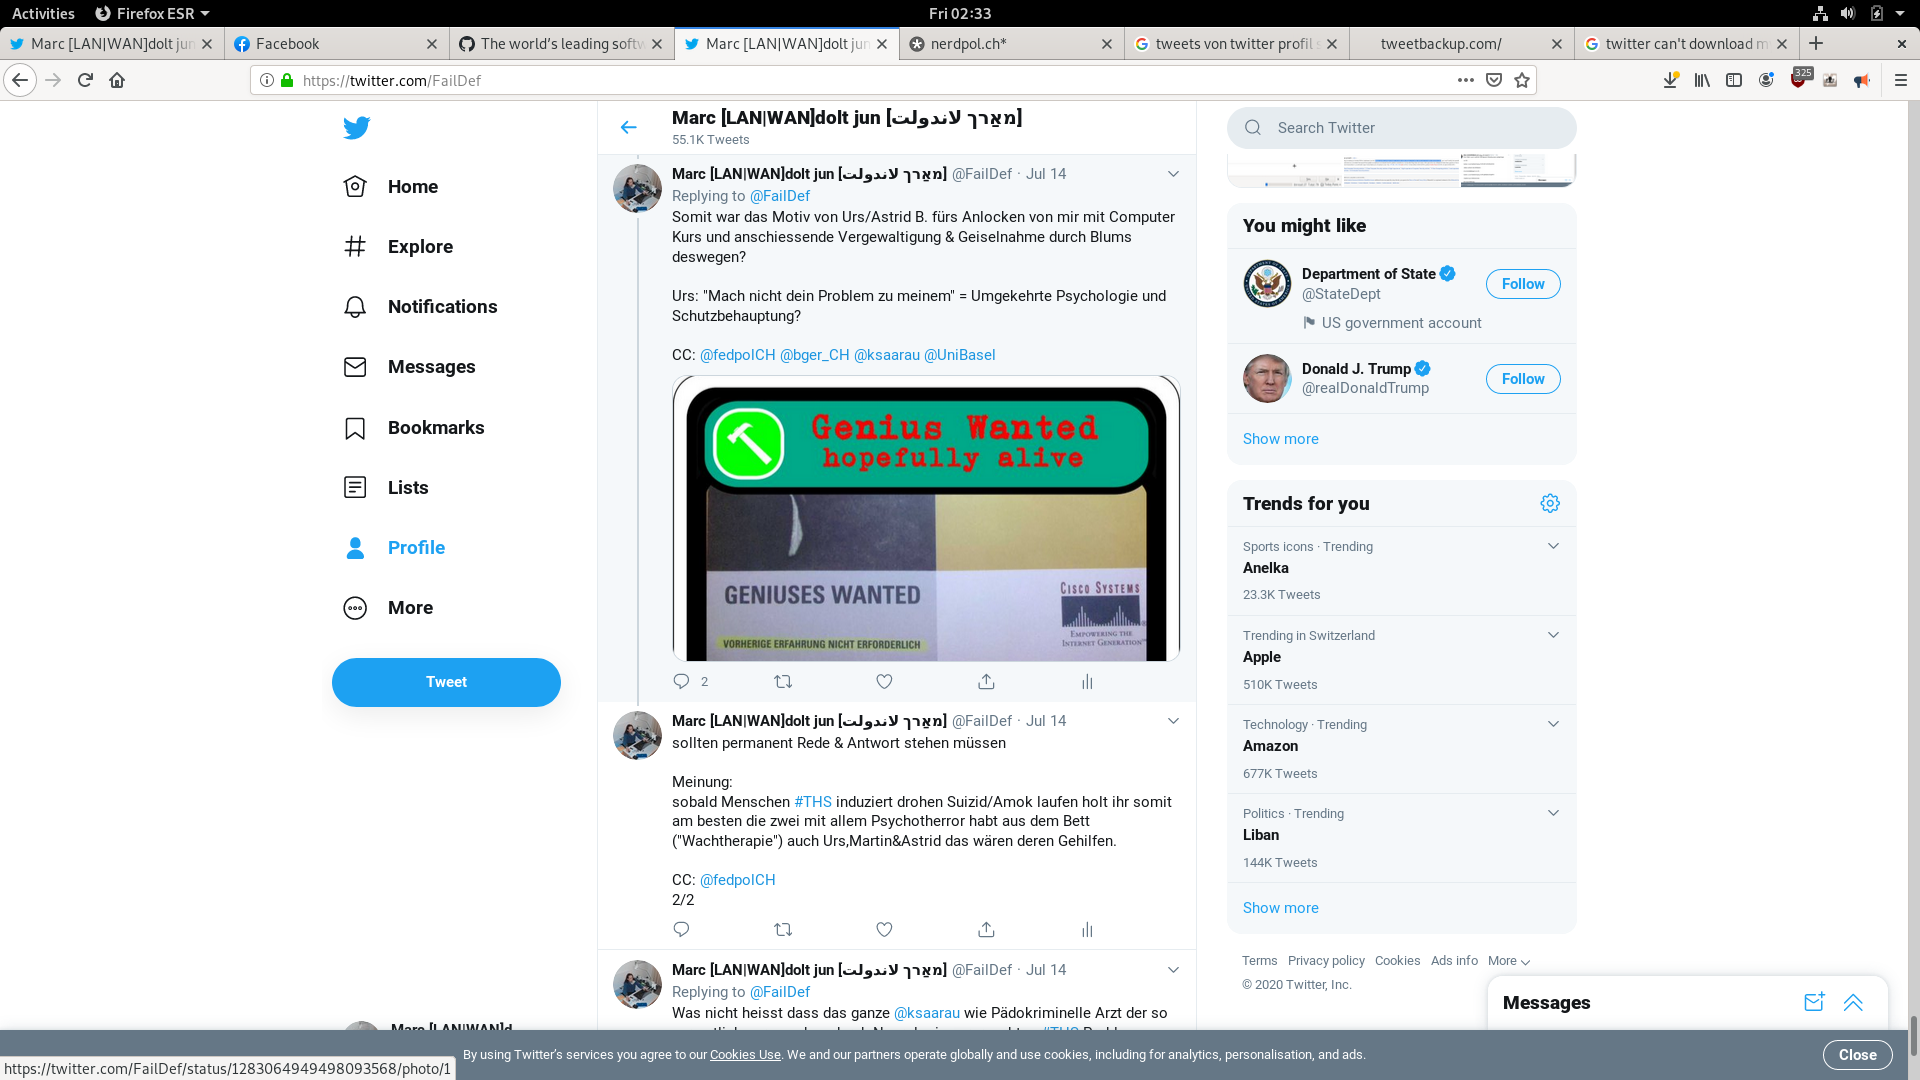 Activities
Firefox ESR
Fri 02:33
Marc [LAN|WAN]dolt jun
Facebook
The world's leading softw
Marc [LAN|WAN]dolt jun
nerdpol.ch*
tweets von twitter profil s
tweetbackup.com/
twitter can't download m
https://twitter.com/FailDef
325
Marc [LAN|WAN]dolt jun [מאַרך לאנדולת]
55.1K Tweets
Home
Explore
Notifications
Messages
Bookmarks
Lists
Profile
More
Tweet
Marc [LAN|WAN]dolt jun [מאַרך לאנדולת] @FailDef · Jul 14
Replying to @FailDef
Somit war das Motiv von Urs/Astrid B. fürs Anlocken von mir mit Computer
Kurs und anschiessende Vergewaltigung & Geiselnahme durch Blums
deswegen?
Urs: "Mach nicht dein Problem zu meinem" = Umgekehrte Psychologie und
Schutzbehauptung?
CC: @fedpolCH @bger_CH @ksaarau @UniBasel
Genius Wanted
hopefully alive
GENIUSES WANTED
VORHERIGE ERFAHRUNG NICHT ERFORDERLICH
CISCO SYSTEMS
EMPOWERING THE
INTERNET GENERATION
2
Marc [LAN|WAN]dolt jun [מאַרך לאנדולת] @FailDef · Jul 14
sollten permanent Rede & Antwort stehen müssen
Meinung:
sobald Menschen #THS induziert drohen Suizid/Amok laufen holt ihr somit
am besten die zwei mit allem Psychotherror habt aus dem Bett
("Wachtherapie") auch Urs,Martin&Astrid das wären deren Gehilfen.
CC: @fedpolCH
2/2
Marc [LAN|WAN]dolt jun [מאַרך לאנדולת] @FailDef · Jul 14
Replying to @FailDef
Was nicht heisst dass das ganze @ksaarau wie Pädokriminelle Arzt der so
Search Twitter
You might like
Department of State
@StateDept
US government account
Follow
Donald J. Trump
@realDonaldTrump
Follow
Show more
Trends for you
Sports icons · Trending
Anelka
23.3K Tweets
Trending in Switzerland
Apple
510K Tweets
Technology · Trending
Amazon
677K Tweets
Politics · Trending
Liban
144K Tweets
Show more
Terms Privacy policy Cookies Ads info More
© 2020 Twitter, Inc.
Messages
Marc [LAN|WAN]d
By using Twitter's services you agree to our Cookies Use. We and our partners operate globally and use cookies, including for analytics, personalisation, and ads.
Close
https://twitter.com/FailDef/status/1283064949498093568/photo/1